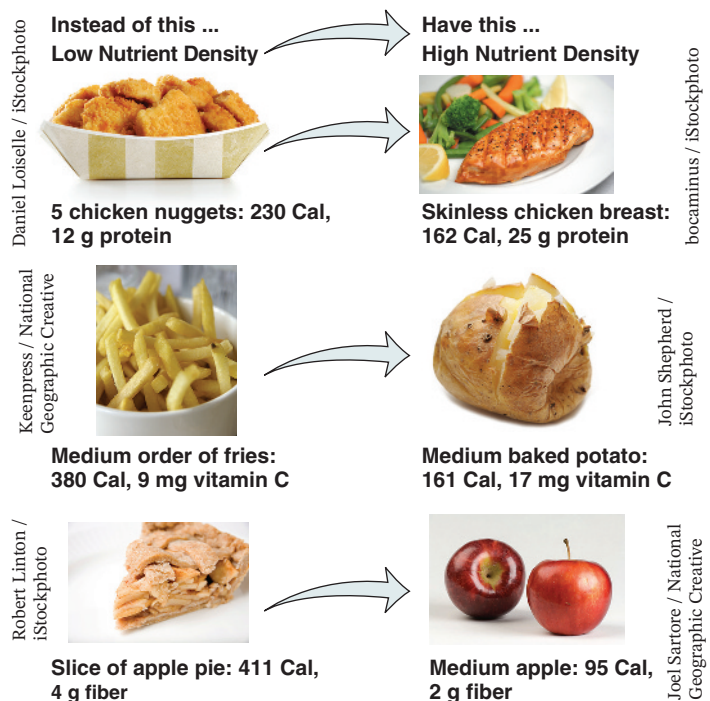 Instead of this ...
Low Nutrient Density
Have this ...
High Nutrient Density
Daniel Loiselle / iStockphoto
bocaminus / iStockphoto
5 chicken nuggets: 230 Cal,
12 g protein
Skinless chicken breast:
162 Cal, 25 g protein
Keenpress / National
Geographic Creative
John Shepherd /
iStockphoto
Medium order of fries:
380 Cal, 9 mg vitamin C
Medium baked potato:
161 Cal, 17 mg vitamin C
Robert Linton /
iStockphoto
Joel Sartore / National
Geographic Creative
Slice of apple pie: 411 Cal,
4 g fiber
Medium apple: 95 Cal,
2 g fiber